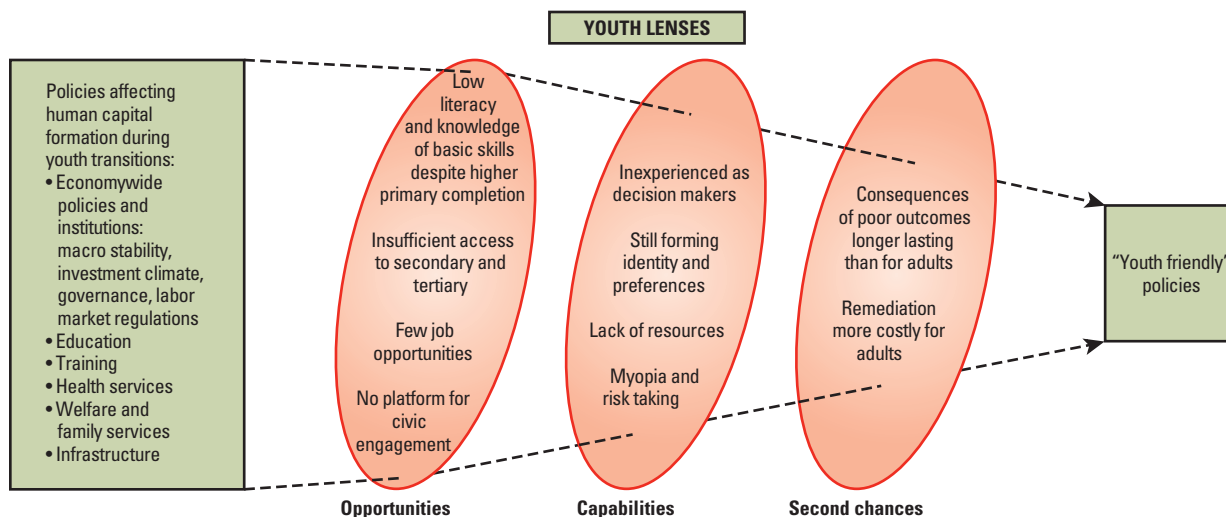 YOUTH LENSES
Policies affecting
human capital
formation during
youth transitions:
• Economywide
policies and
institutions:
macro stability,
investment climate,
governance, labor
market regulations
• Education
• Training
• Health services
• Welfare and
family services
• Infrastructure
Low
literacy
and knowledge
of basic skills
despite higher
primary completion
Insufficient access
to secondary and
tertiary
Few job
opportunities
No platform for
civic
engagement
Opportunities
Inexperienced as
decision makers
Still forming
identity and
preferences
Lack of resources
Myopia and
risk taking
Capabilities
Consequences
of poor outcomes
longer lasting
than for adults
Remediation
more costly for
adults
Second chances
“Youth friendly”
policies